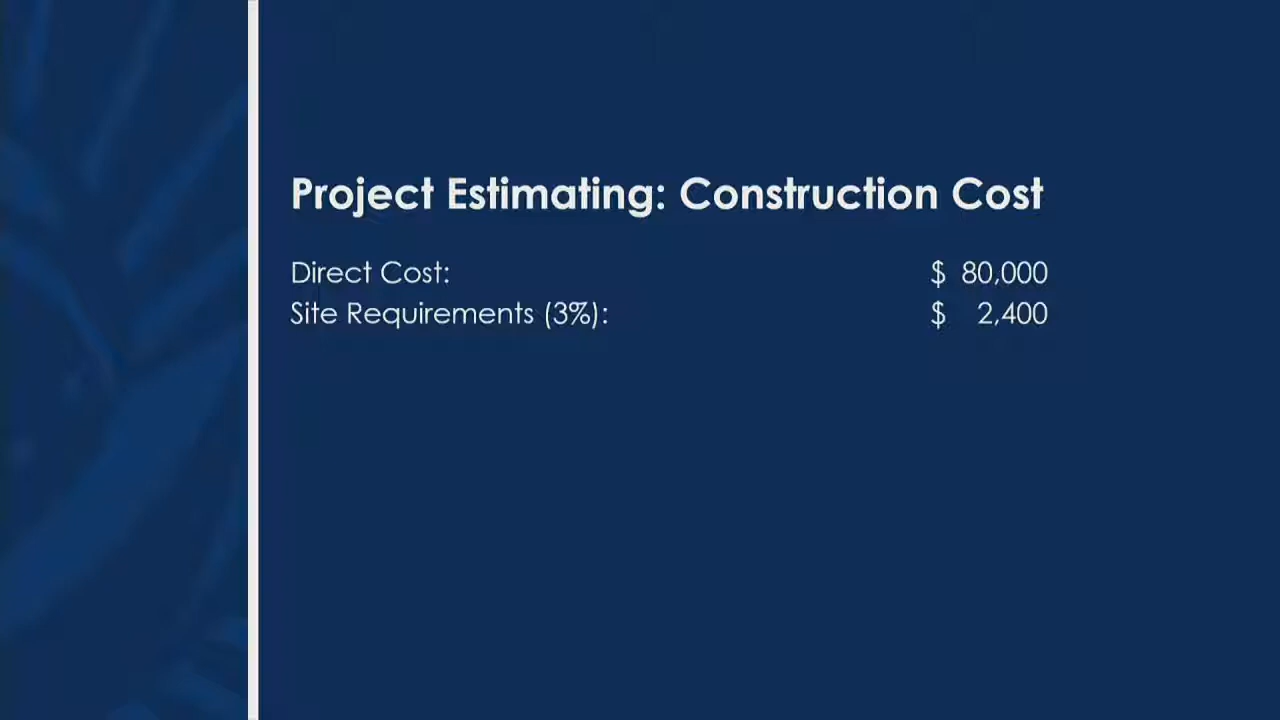 Project Estimating: Construction Cost
Direct Cost: $ 80,000
Site Requirements (3%): $ 2,400